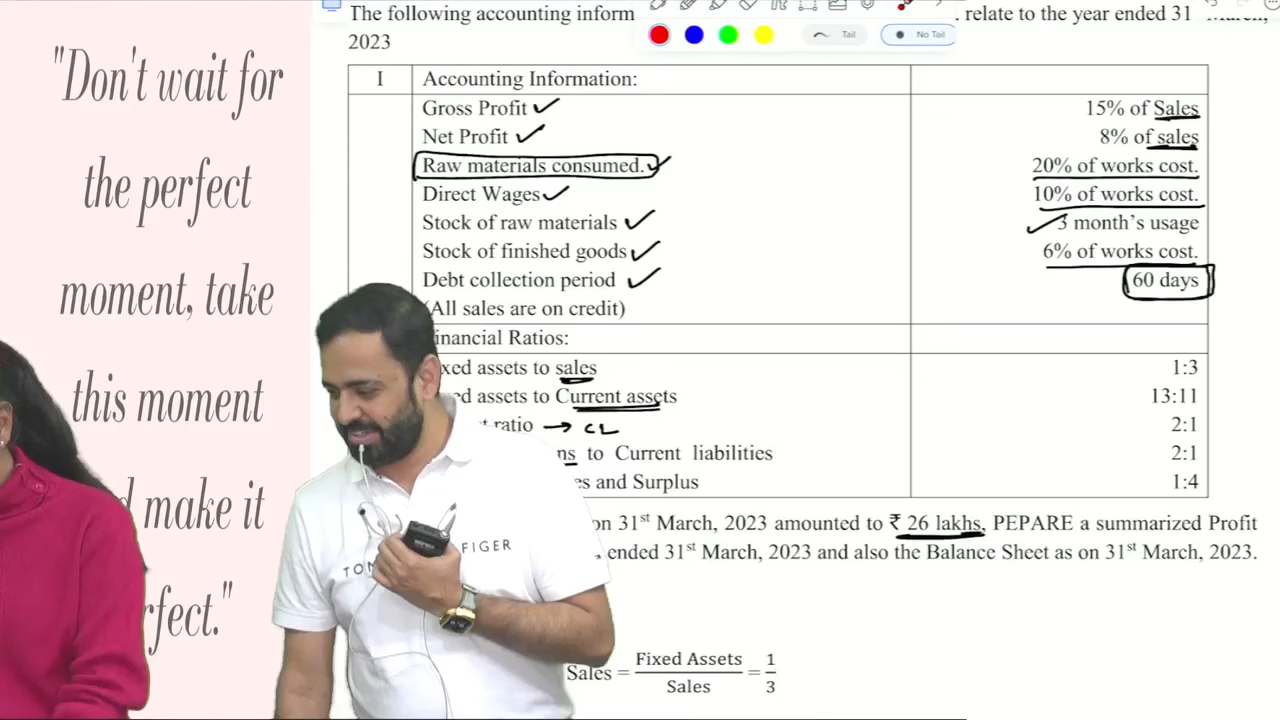 "Don't wait for
the perfect
moment, take
this moment
make it
The following accounting inform
relate to the year ended 31
2023
Tail
No Tail
I Accounting Information:
Gross Profit 15% of Sales
Net Profit 8% of sales
Raw materials consumed. 20% of works cost.
Direct Wages 10% of works cost.
Stock of raw materials 3 month's usage
Stock of finished goods 6% of works cost.
Debt collection period 60 days
(All sales are on credit)
inancial Ratios:
xed assets to sales 1:3
ed assets to Current assets 13:11
ratio → CL 2:1
ns to Current liabilities 2:1
es and Surplus 1:4
on 31st March, 2023 amounted to ₹ 26 lakhs, PEPARE a summarized Profit
ended 31st March, 2023 and also the Balance Sheet as on 31st March, 2023.
rfect."
TOM FIGER
Sales = Fixed Assets / Sales = 1/3